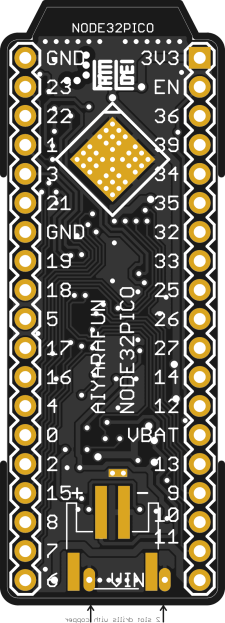 NODE32PICO
GND 3V3
23 EN
22 36
1 39
3 34
21 35
GND 32
19 33
18 25
5 26
17 27
16 14
4 12
0 VBAT
2 13
15 + - 9
8 10
7 11
6 VIN
AIYARAFUN
NODE32PICO
2 slot drills with copper